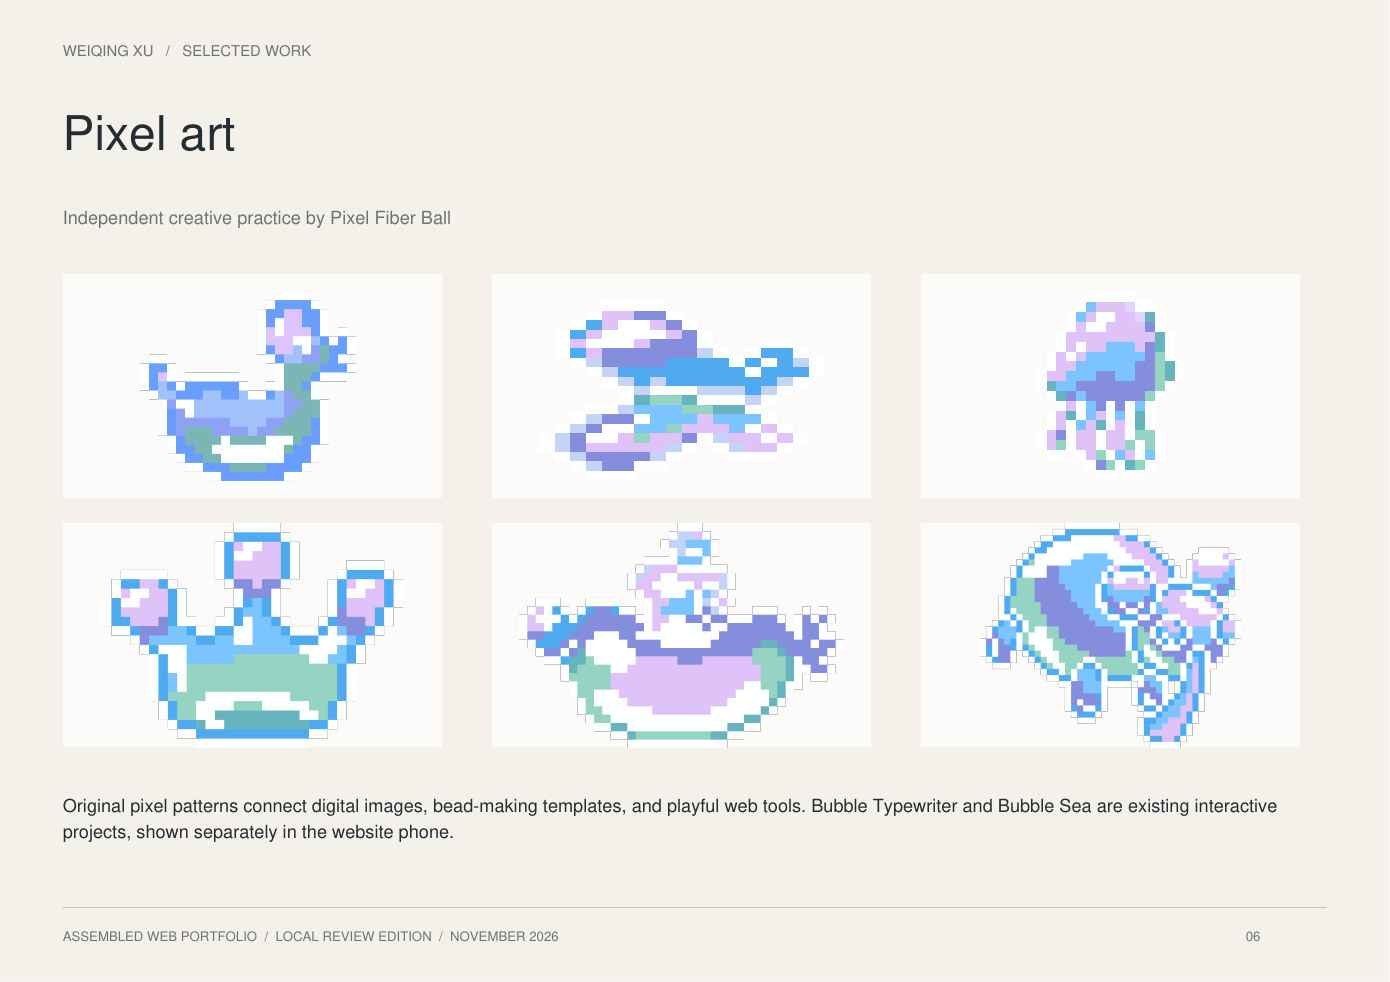 WEIQING XU / SELECTED WORK
Pixel art
Independent creative practice by Pixel Fiber Ball
Original pixel patterns connect digital images, bead-making templates, and playful web tools. Bubble Typewriter and Bubble Sea are existing interactive
projects, shown separately in the website phone.
ASSEMBLED WEB PORTFOLIO / LOCAL REVIEW EDITION / NOVEMBER 2026
06